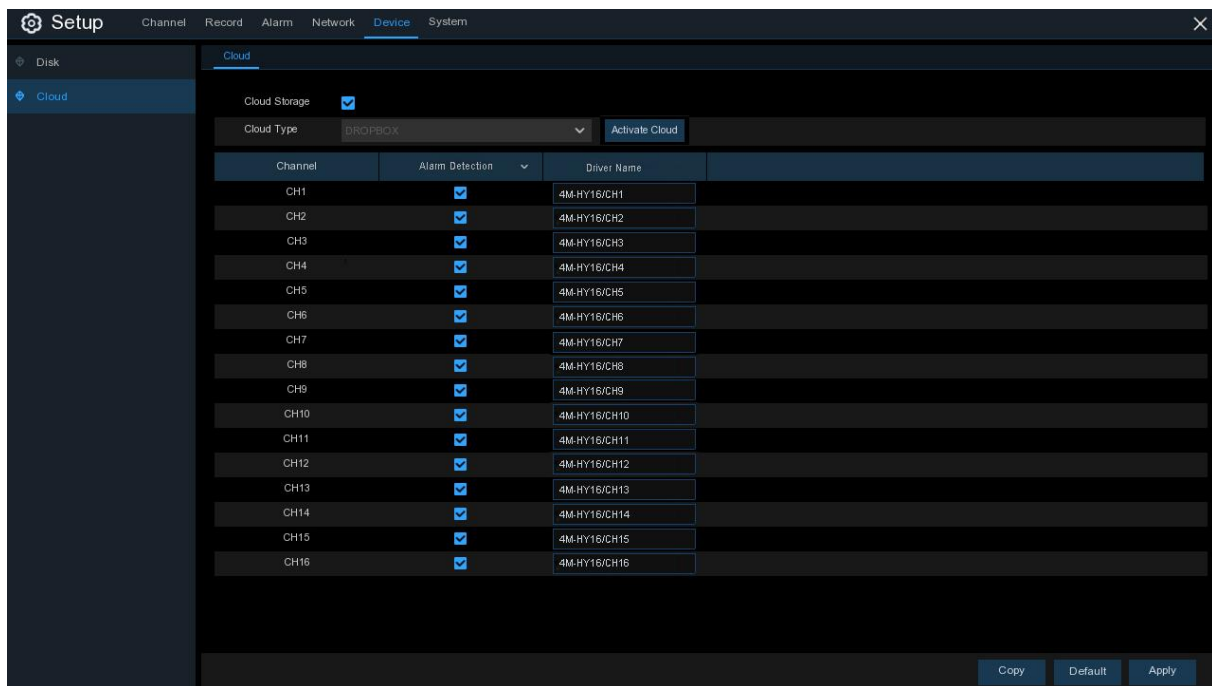 Setup Channel Record Alarm Network Device System
Disk
Cloud
Cloud
Cloud Storage
Cloud Type DROPBOX Activate Cloud
Channel Alarm Detection Driver Name
CH1 4M-HY16/CH1
CH2 4M-HY16/CH2
CH3 4M-HY16/CH3
CH4 4M-HY16/CH4
CH5 4M-HY16/CH5
CH6 4M-HY16/CH6
CH7 4M-HY16/CH7
CH8 4M-HY16/CH8
CH9 4M-HY16/CH9
CH10 4M-HY16/CH10
CH11 4M-HY16/CH11
CH12 4M-HY16/CH12
CH13 4M-HY16/CH13
CH14 4M-HY16/CH14
CH15 4M-HY16/CH15
CH16 4M-HY16/CH16
Copy Default Apply